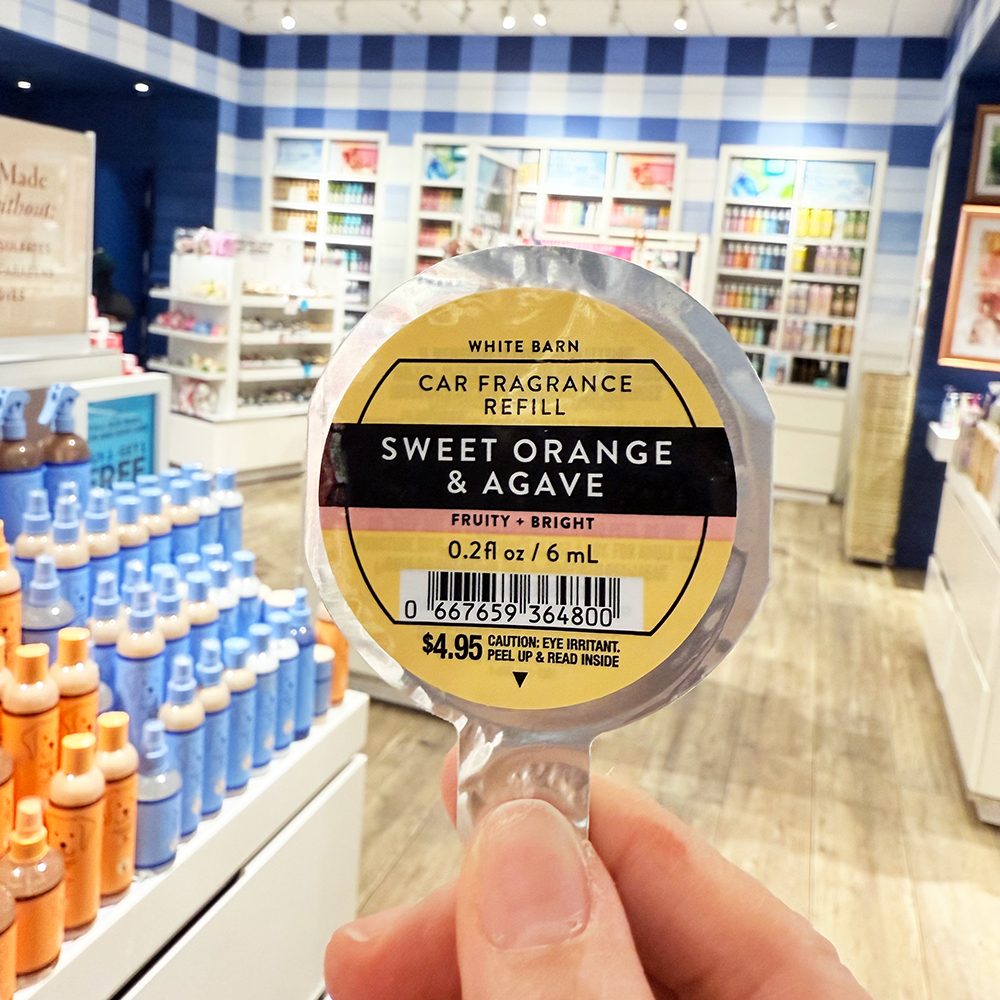 Made
WHITE BARN
CAR FRAGRANCE
REFILL
SWEET ORANGE
& AGAVE
FRUITY + BRIGHT
0.2fl oz / 6 mL
0 667659 364800
$4.95 CAUTION: EYE IRRITANT.
PEEL UP & READ INSIDE
FREE